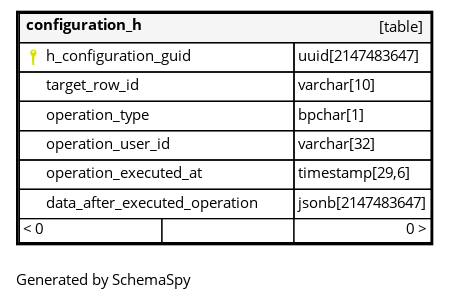 configuration_h [table]
h_configuration_guid uuid[2147483647]
target_row_id varchar[10]
operation_type bpchar[1]
operation_user_id varchar[32]
operation_executed_at timestamp[29,6]
data_after_executed_operation jsonb[2147483647]
< 0 0 >
Generated by SchemaSpy